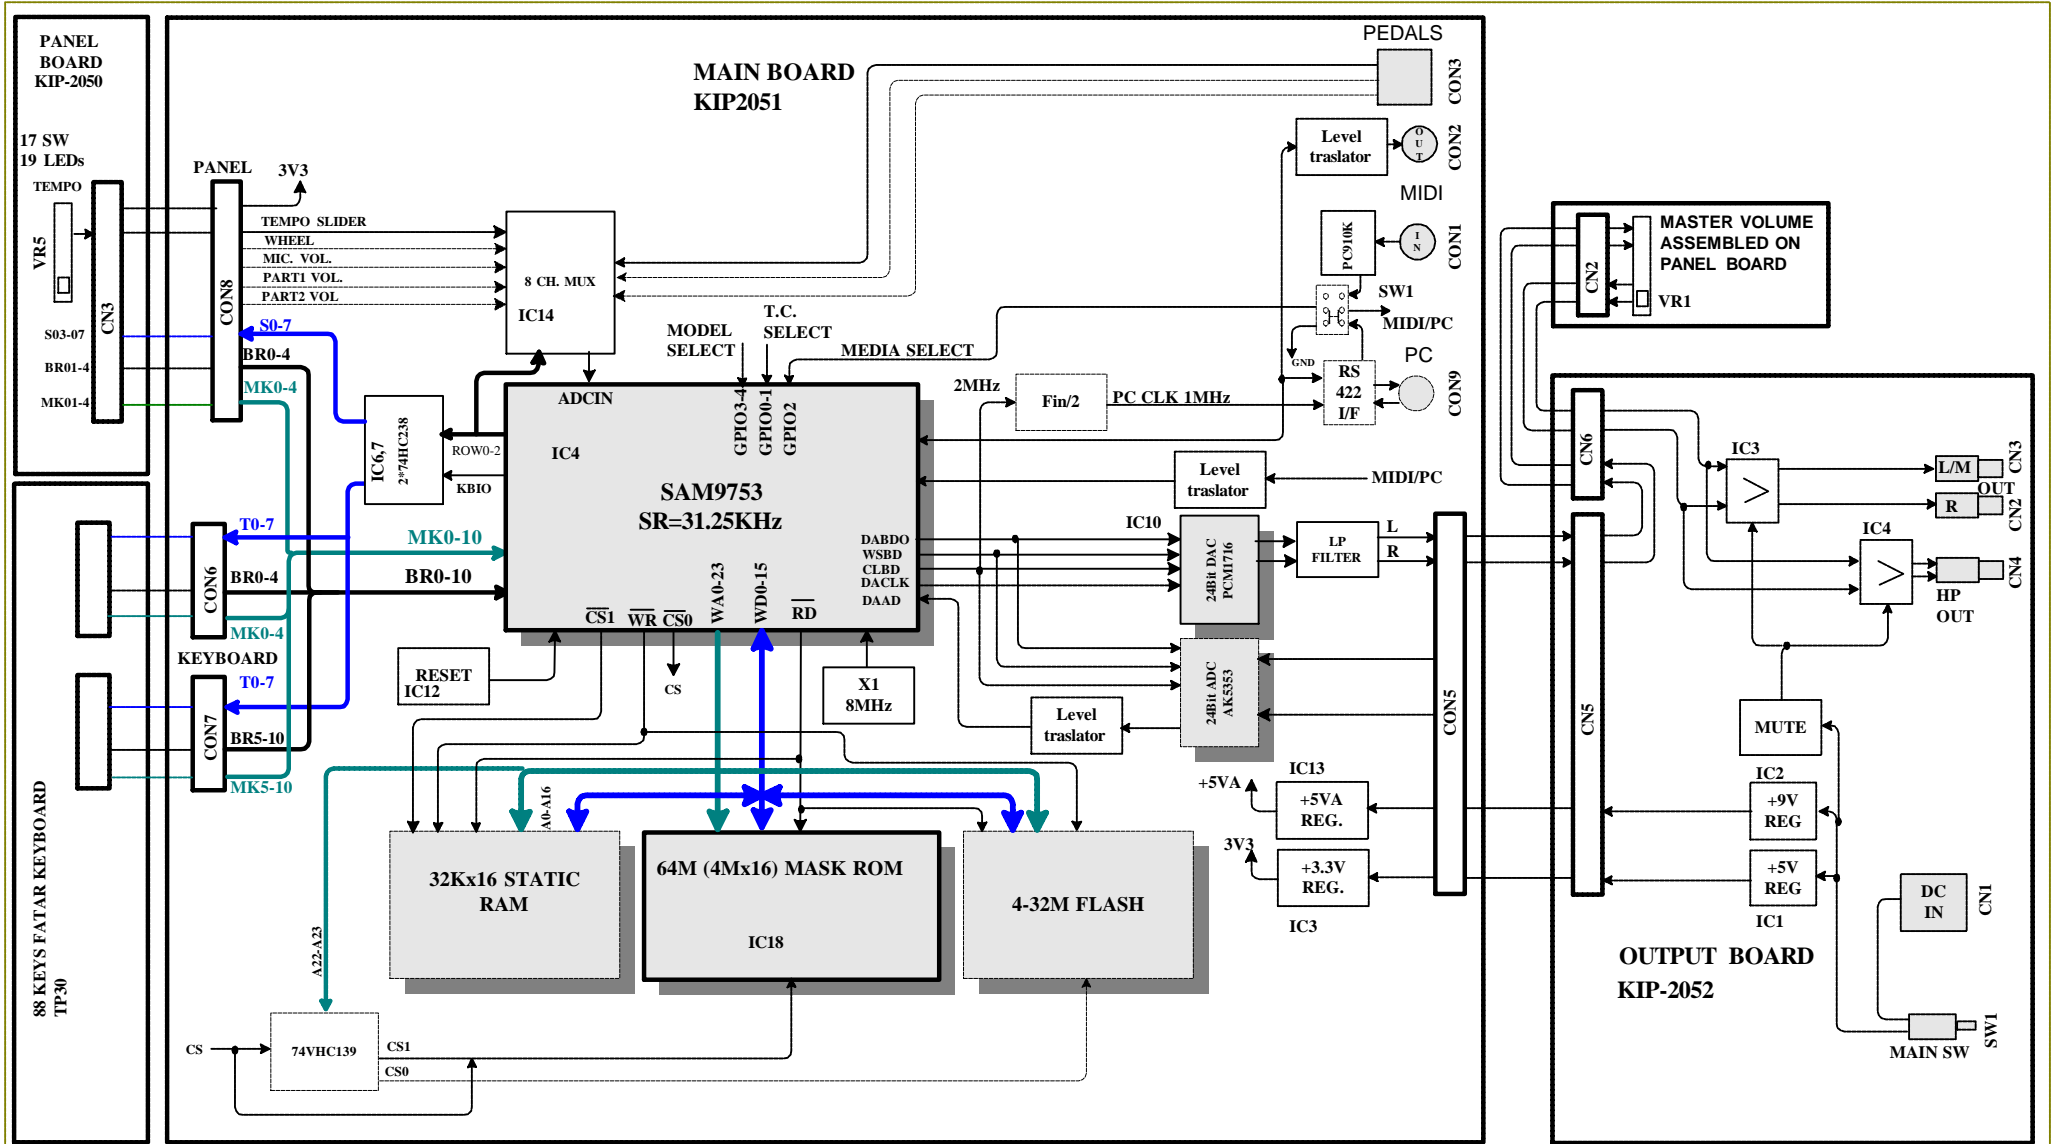 PANEL
BOARD
KIP-2050
17 SW
19 LEDs
TEMPO
VR5
CN3
S03-07
BR01-4
MK01-4
88 KEYS FATAR KEYBOARD
TP30
MAIN BOARD
KIP2051
PANEL
CON8
3V3
TEMPO SLIDER
WHEEL
MIC. VOL.
PART1 VOL.
PART2 VOL
S0-7
BR0-4
MK0-4
8 CH. MUX
IC14
IC6,7
2*74HC238
ROW0-2
KBIO
T0-7
CON6
BR0-4
MK0-4
KEYBOARD
T0-7
CON7
BR5-10
MK5-10
MK0-10
BR0-10
MODEL
SELECT
T.C.
SELECT
MEDIA SELECT
ADCIN
GPIO3-4
GPIO0-1
GPIO2
IC4
SAM9753
SR=31.25KHz
DABDO
WSBD
CLBD
DACLK
DAAD
CS1
WR
CS0
WA0-23
WD0-15
RD
RESET
IC12
CS
X1
8MHz
PEDALS
CON3
Level
traslator
OUT
CON2
MIDI
PC910K
IN
CON1
SW1
MIDI/PC
GND
PC
RS
422
I/F
CON9
2MHz
Fin/2
PC CLK 1MHz
Level
traslator
MIDI/PC
IC10
24Bit DAC
PCM1716
LP
FILTER
L
R
24Bit ADC
AK5353
Level
traslator
CON5
IC13
+5VA
+5VA
REG.
3V3
+3.3V
REG.
IC3
A0-A16
32Kx16 STATIC
RAM
64M (4Mx16) MASK ROM
IC18
4-32M FLASH
A22-A23
CS
74VHC139
CS1
CS0
CN2
MASTER VOLUME
ASSEMBLED ON
PANEL BOARD
VR1
CN6
CN5
IC3
>
L/M
OUT
CN3
R
CN2
IC4
>
HP
OUT
CN4
MUTE
IC2
+9V
REG
+5V
REG
IC1
DC
IN
CN1
OUTPUT BOARD
KIP-2052
MAIN SW
SW1